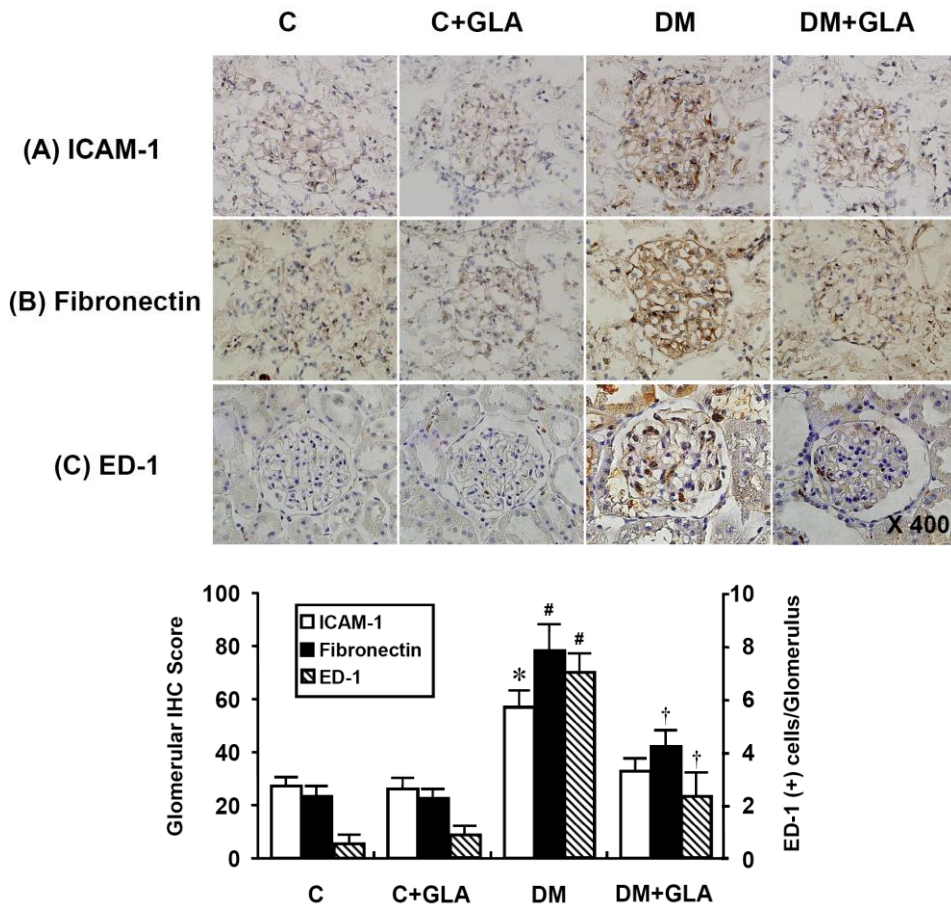 C C+GLA DM DM+GLA
(A) ICAM-1
(B) Fibronectin
(C) ED-1
X 400
100
80
60
40
20
0
Glomerular IHC Score
ICAM-1
Fibronectin
ED-1
*
#
#
†
†
10
8
6
4
2
0
ED-1 (+) cells/Glomerulus
C C+GLA DM DM+GLA